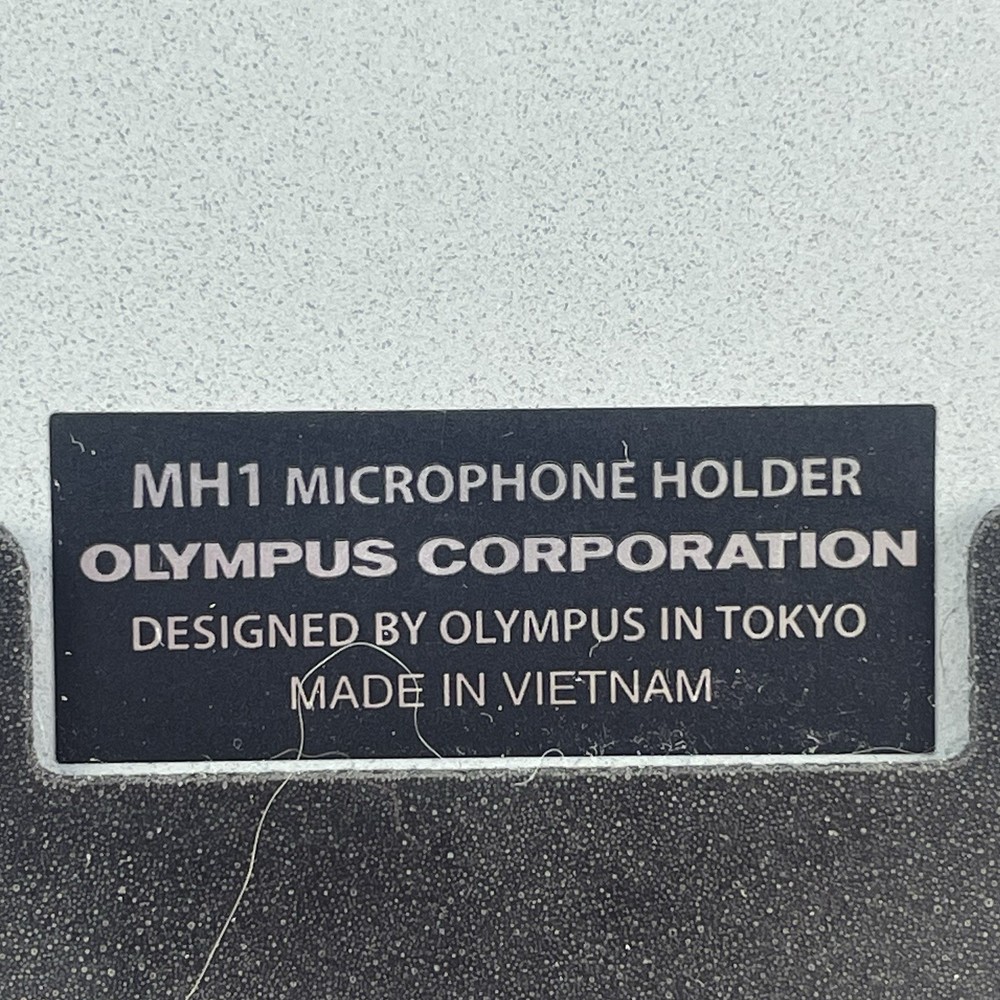 MH1 MICROPHONE HOLDER
OLYMPUS CORPORATION
DESIGNED BY OLYMPUS IN TOKYO
MADE IN VIETNAM